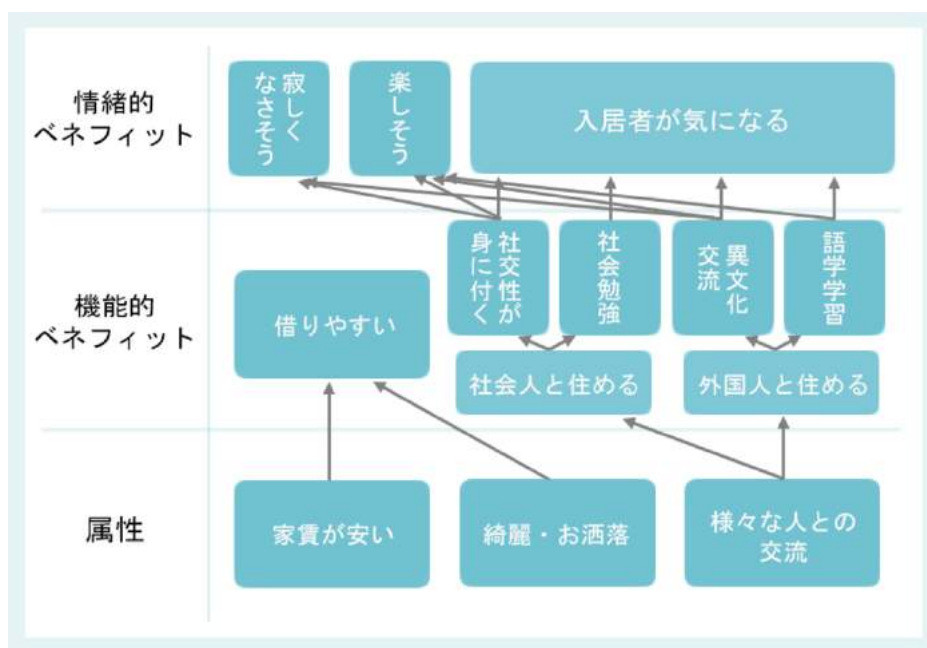 情緒的
ベネフィット
寂しく
なさそう
楽しそう
入居者が気になる
機能的
ベネフィット
借りやすい
社交性が
身に付く
社会勉強
異文化
交流
語学学習
社会人と住める
外国人と住める
属性
家賃が安い
綺麗・お洒落
様々な人との
交流